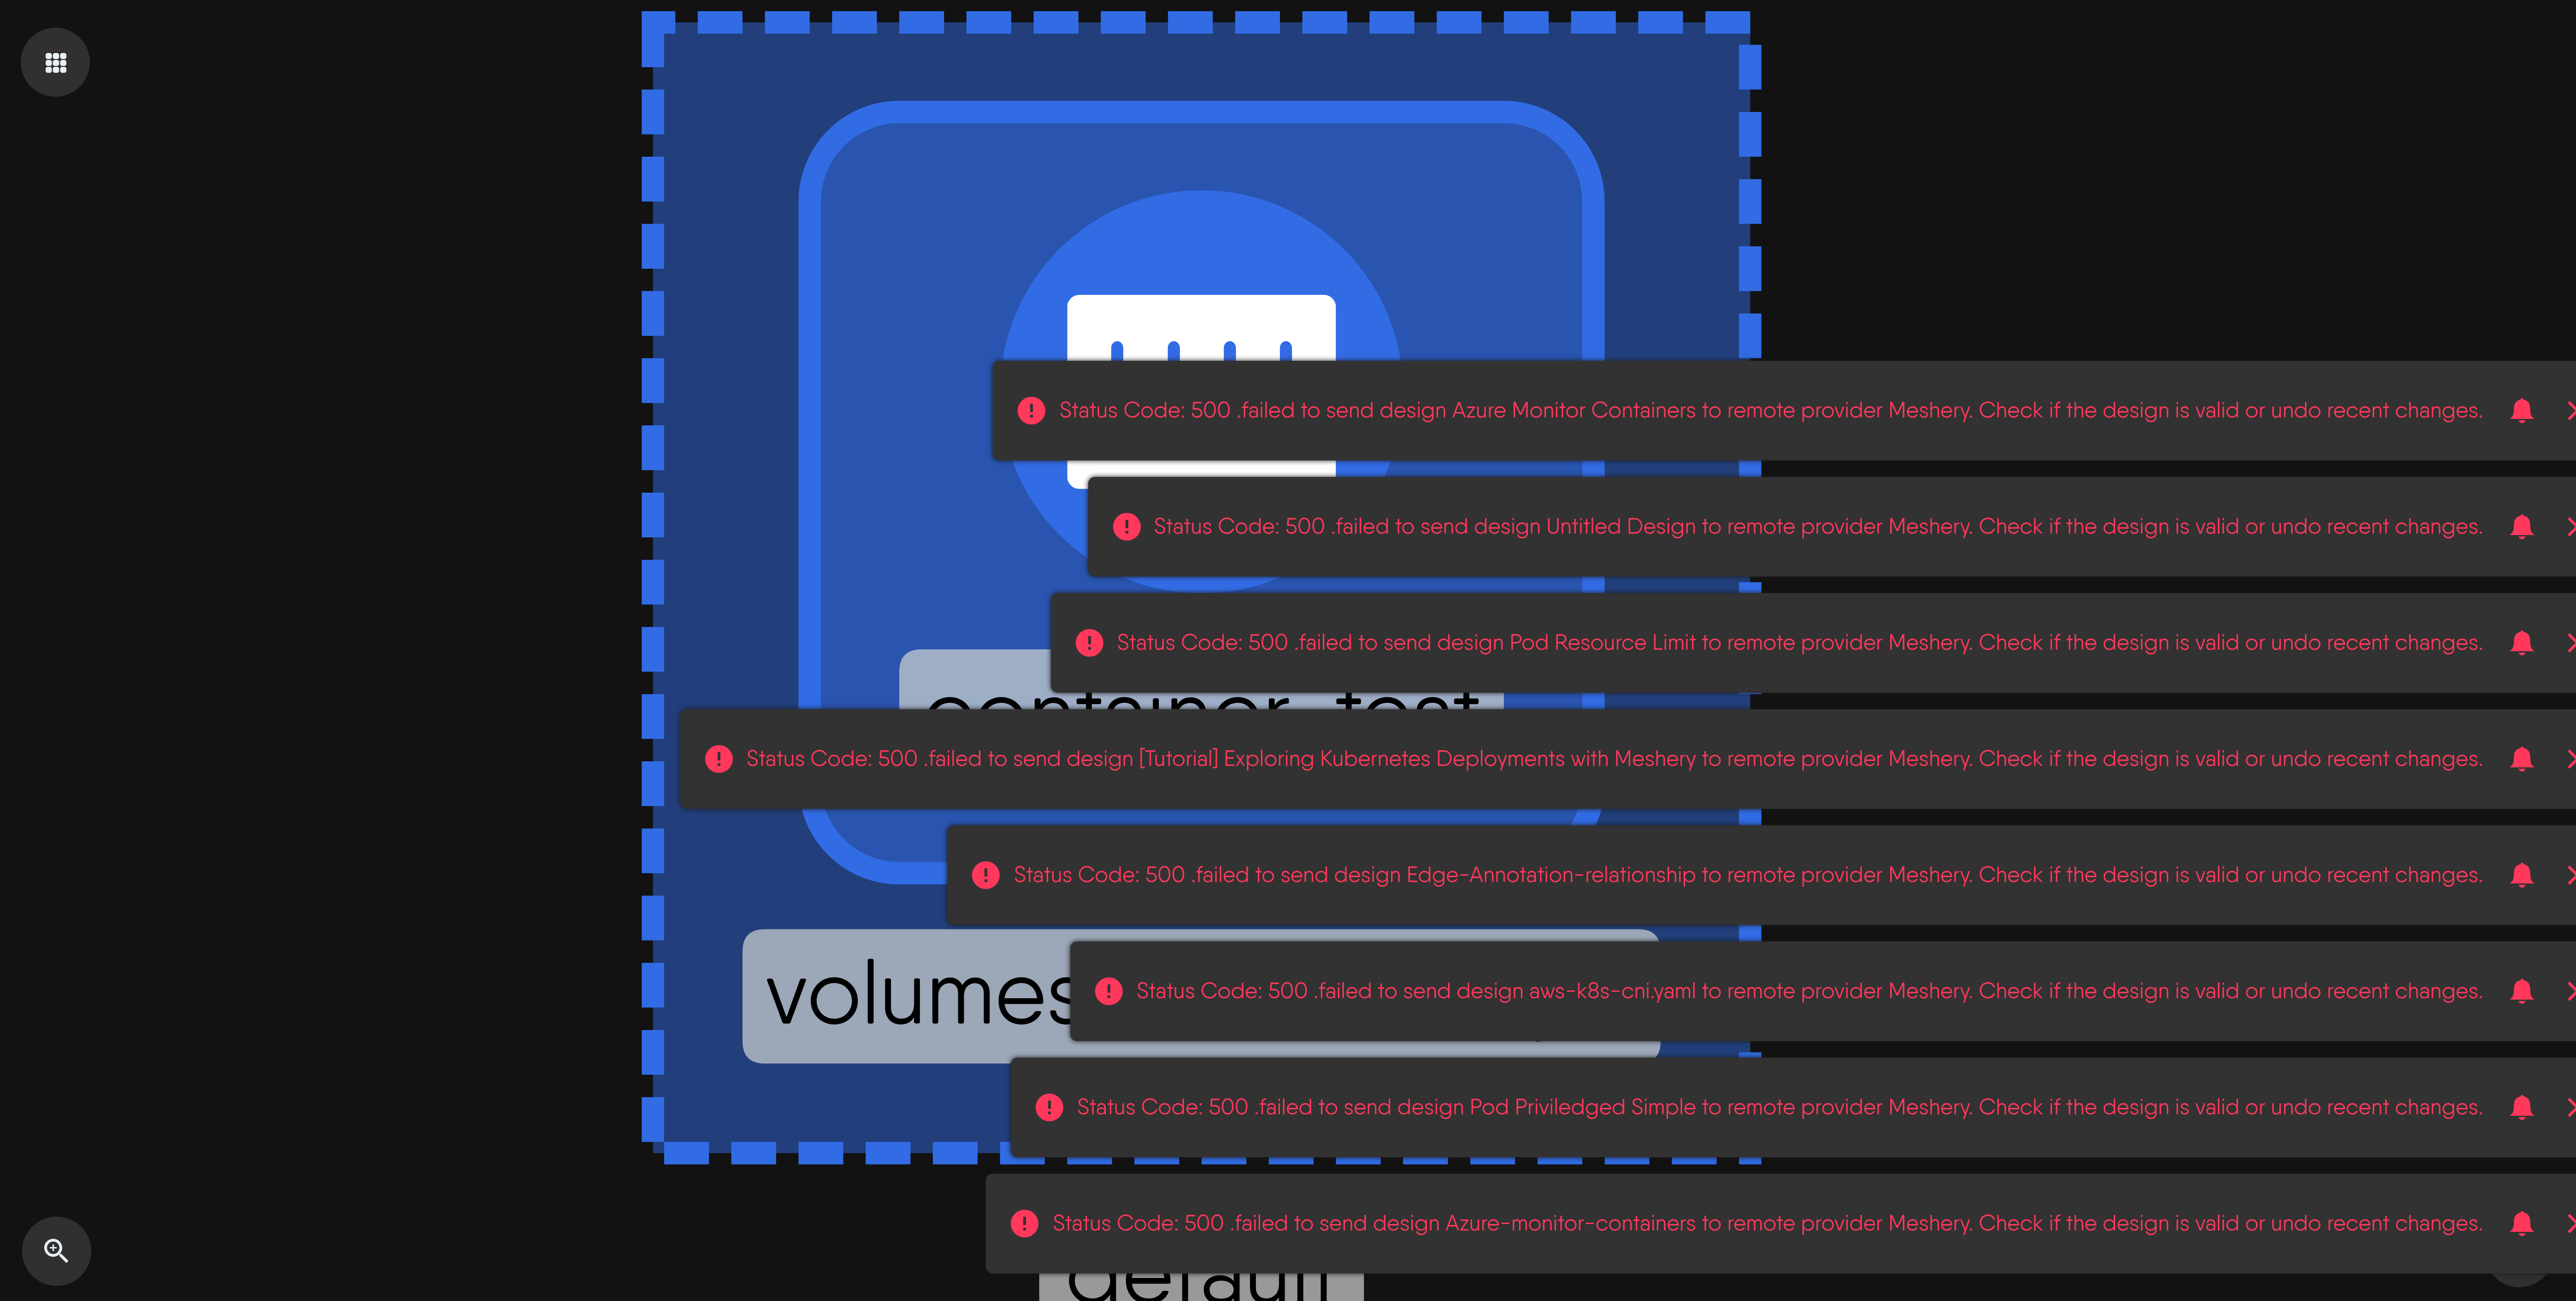 Status Code: 500 .failed to send design Azure Monitor Containers to remote provider Meshery. Check if the design is valid or undo recent changes.
Status Code: 500 .failed to send design Untitled Design to remote provider Meshery. Check if the design is valid or undo recent changes.
Status Code: 500 .failed to send design Pod Resource Limit to remote provider Meshery. Check if the design is valid or undo recent changes.
container-test
Status Code: 500 .failed to send design [Tutorial] Exploring Kubernetes Deployments with Meshery to remote provider Meshery. Check if the design is valid or undo recent changes.
Status Code: 500 .failed to send design Edge-Annotation-relationship to remote provider Meshery. Check if the design is valid or undo recent changes.
volumes
Status Code: 500 .failed to send design aws-k8s-cni.yaml to remote provider Meshery. Check if the design is valid or undo recent changes.
Status Code: 500 .failed to send design Pod Priviledged Simple to remote provider Meshery. Check if the design is valid or undo recent changes.
Status Code: 500 .failed to send design Azure-monitor-containers to remote provider Meshery. Check if the design is valid or undo recent changes.
default